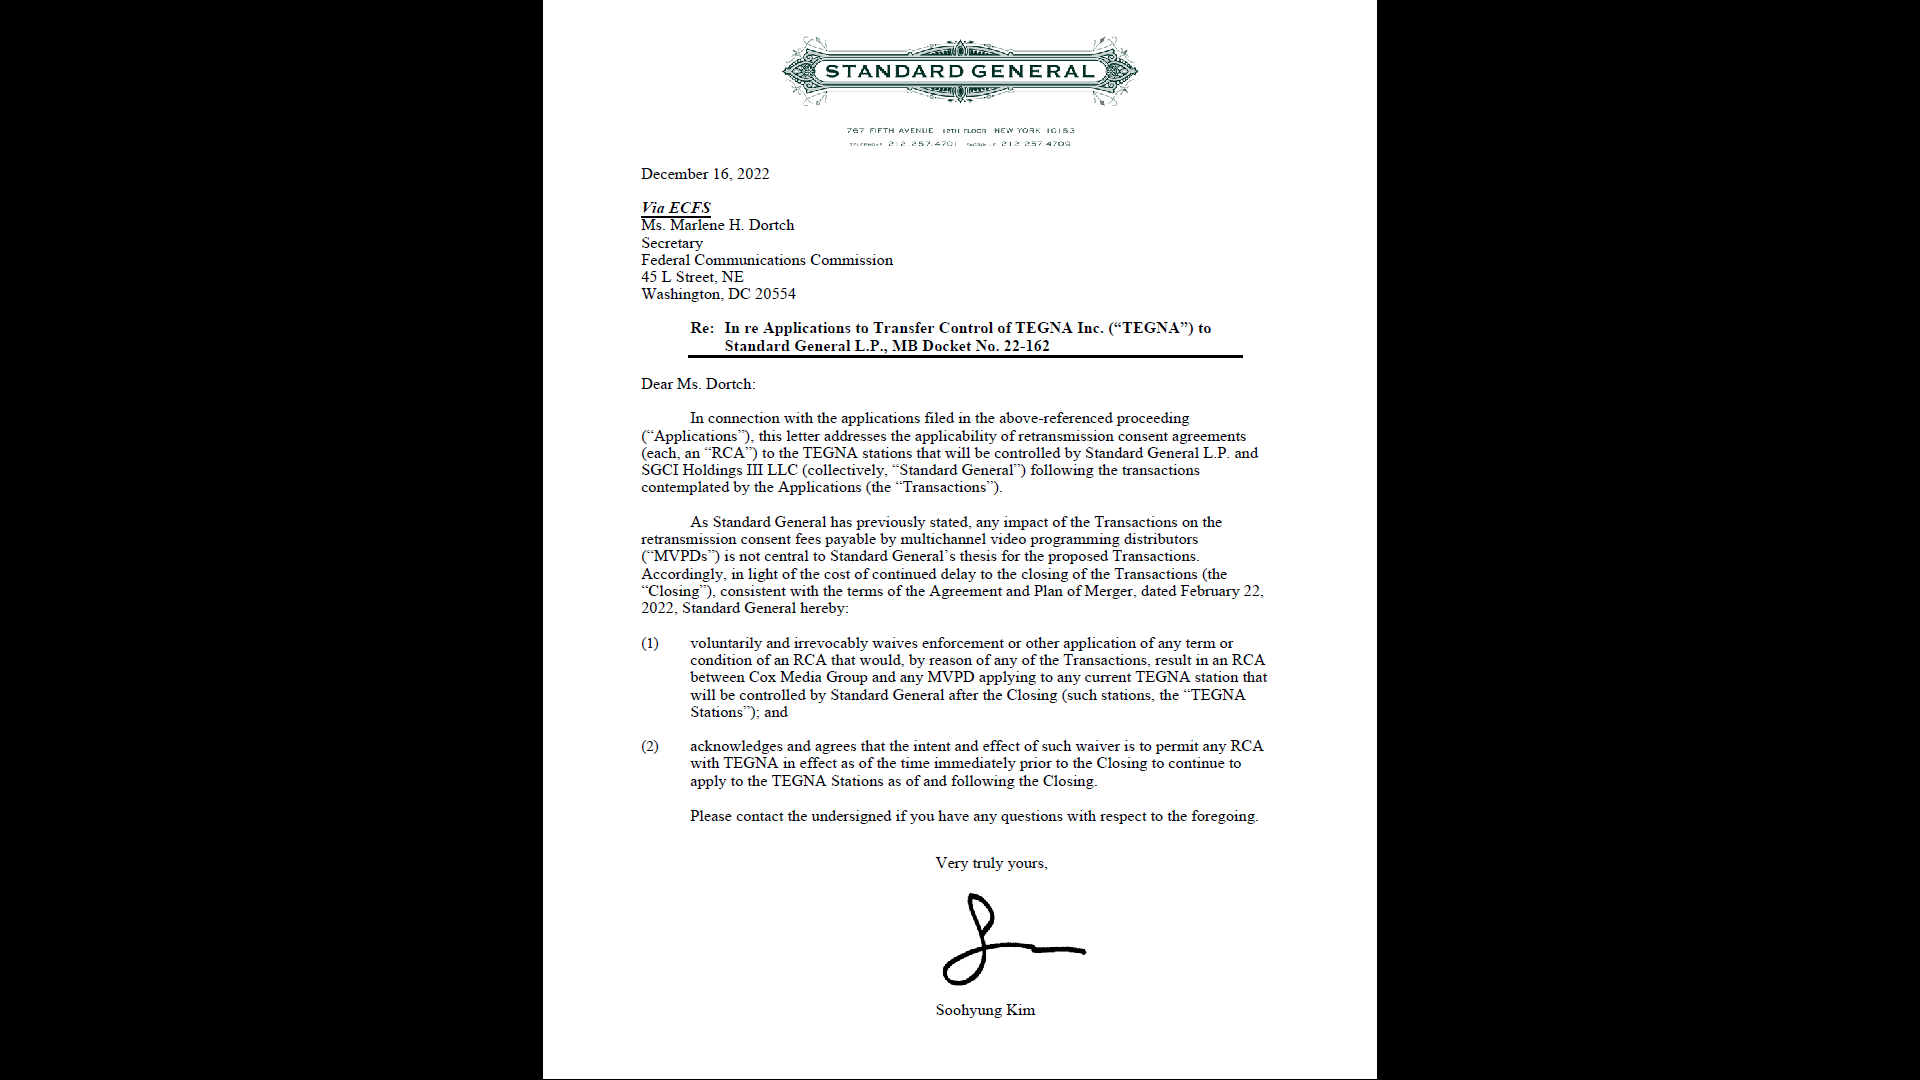 STANDARD GENERAL
767 FIFTH AVENUE 12TH FLOOR NEW YORK 10153
TELEPHONE 212.257.4701 FACSIMILE 212.257.4709
December 16, 2022
Via ECFS
Ms. Marlene H. Dortch
Secretary
Federal Communications Commission
45 L Street, NE
Washington, DC 20554
Re: In re Applications to Transfer Control of TEGNA Inc. (“TEGNA”) to
Standard General L.P., MB Docket No. 22-162
Dear Ms. Dortch:
In connection with the applications filed in the above-referenced proceeding
(“Applications”), this letter addresses the applicability of retransmission consent agreements
(each, an “RCA”) to the TEGNA stations that will be controlled by Standard General L.P. and
SGCI Holdings III LLC (collectively, “Standard General”) following the transactions
contemplated by the Applications (the “Transactions”).
As Standard General has previously stated, any impact of the Transactions on the
retransmission consent fees payable by multichannel video programming distributors
(“MVPDs”) is not central to Standard General’s thesis for the proposed Transactions.
Accordingly, in light of the cost of continued delay to the closing of the Transactions (the
“Closing”), consistent with the terms of the Agreement and Plan of Merger, dated February 22,
2022, Standard General hereby:
(1) voluntarily and irrevocably waives enforcement or other application of any term or
condition of an RCA that would, by reason of any of the Transactions, result in an RCA
between Cox Media Group and any MVPD applying to any current TEGNA station that
will be controlled by Standard General after the Closing (such stations, the “TEGNA
Stations”); and
(2) acknowledges and agrees that the intent and effect of such waiver is to permit any RCA
with TEGNA in effect as of the time immediately prior to the Closing to continue to
apply to the TEGNA Stations as of and following the Closing.
Please contact the undersigned if you have any questions with respect to the foregoing.
Very truly yours,
Soohyung Kim